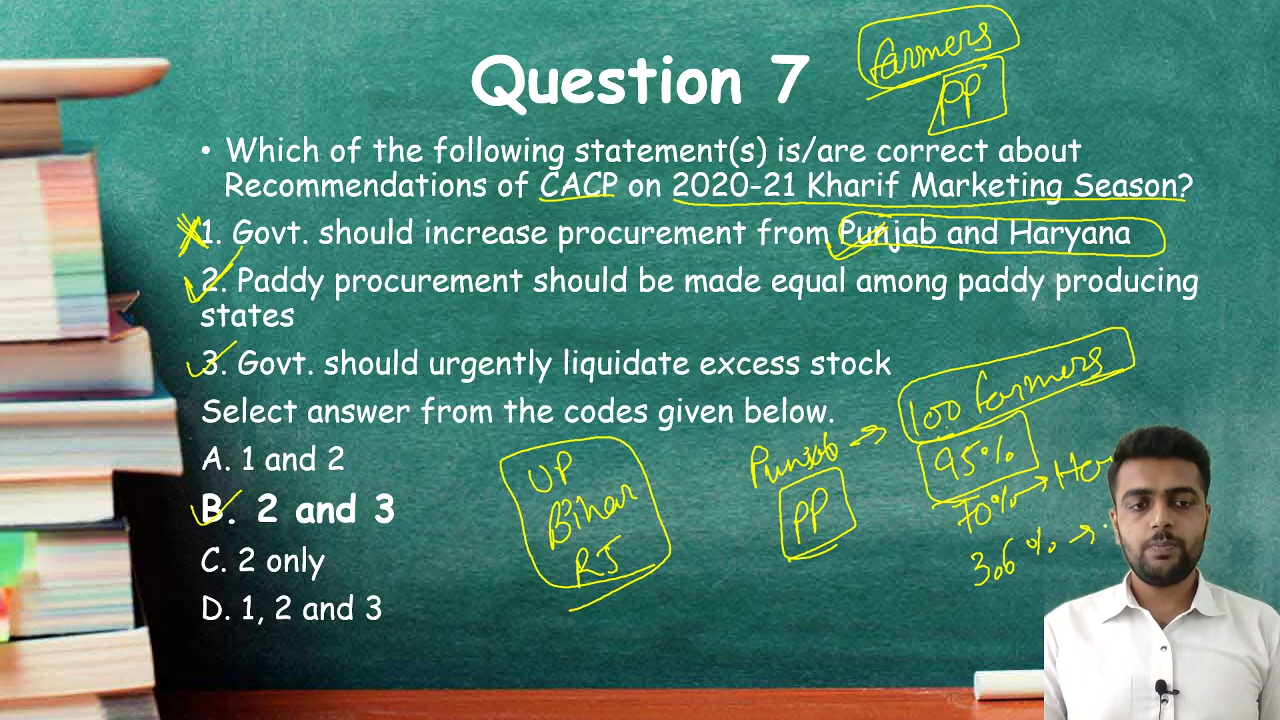 farmers
PP
Question 7
• Which of the following statement(s) is/are correct about
Recommendations of CACP on 2020-21 Kharif Marketing Season?
1. Govt. should increase procurement from Punjab and Haryana
2. Paddy procurement should be made equal among paddy producing
states
3. Govt. should urgently liquidate excess stock
Select answer from the codes given below.
A. 1 and 2
B. 2 and 3
C. 2 only
D. 1, 2 and 3
UP
Bihar
RJ
Punjab →
PP
100 farmers
95%
70% →
3.6 % →